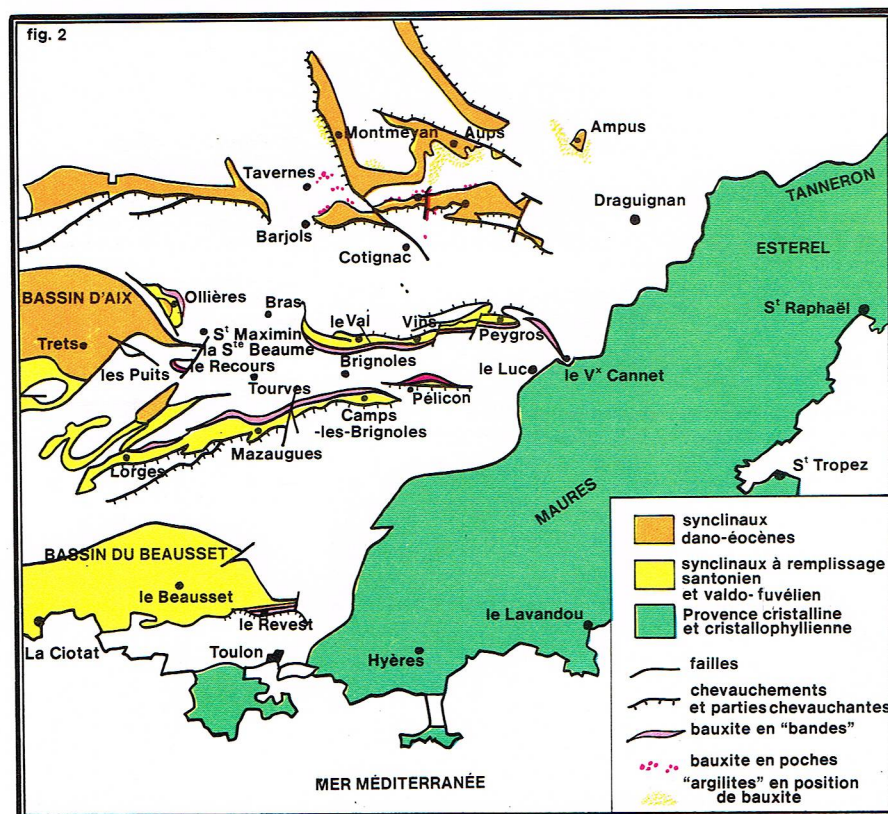 fig. 2
Montmeyan
Aups
Ampus
Tavernes
TANNERON
Draguignan
Barjols
Cotignac
ESTEREL
BASSIN D'AIX
Ollières
Bras
St Raphaël
St Maximin
-la Ste Beaume
le Val
Vins
Trets
Peygros
les Puits
le Recours
Brignoles
le Luc
le Vx Cannet
Tourves
Pélicon
Camps
-les-Brignoles
Mazaugues
Lorges
St Tropez
MAURES
BASSIN DU BEAUSSET
le Beausset
le Revest
le Lavandou
La Ciotat
Toulon
Hyères
MER MÉDITERRANÉE
synclinaux
dano-éocènes
synclinaux à remplissage
santonien
et valdo-fuvélien
Provence cristalline
et cristallophyllienne
failles
chevauchements
et parties chevauchantes
bauxite en "bandes"
bauxite en poches
"argilites" en position
de bauxite